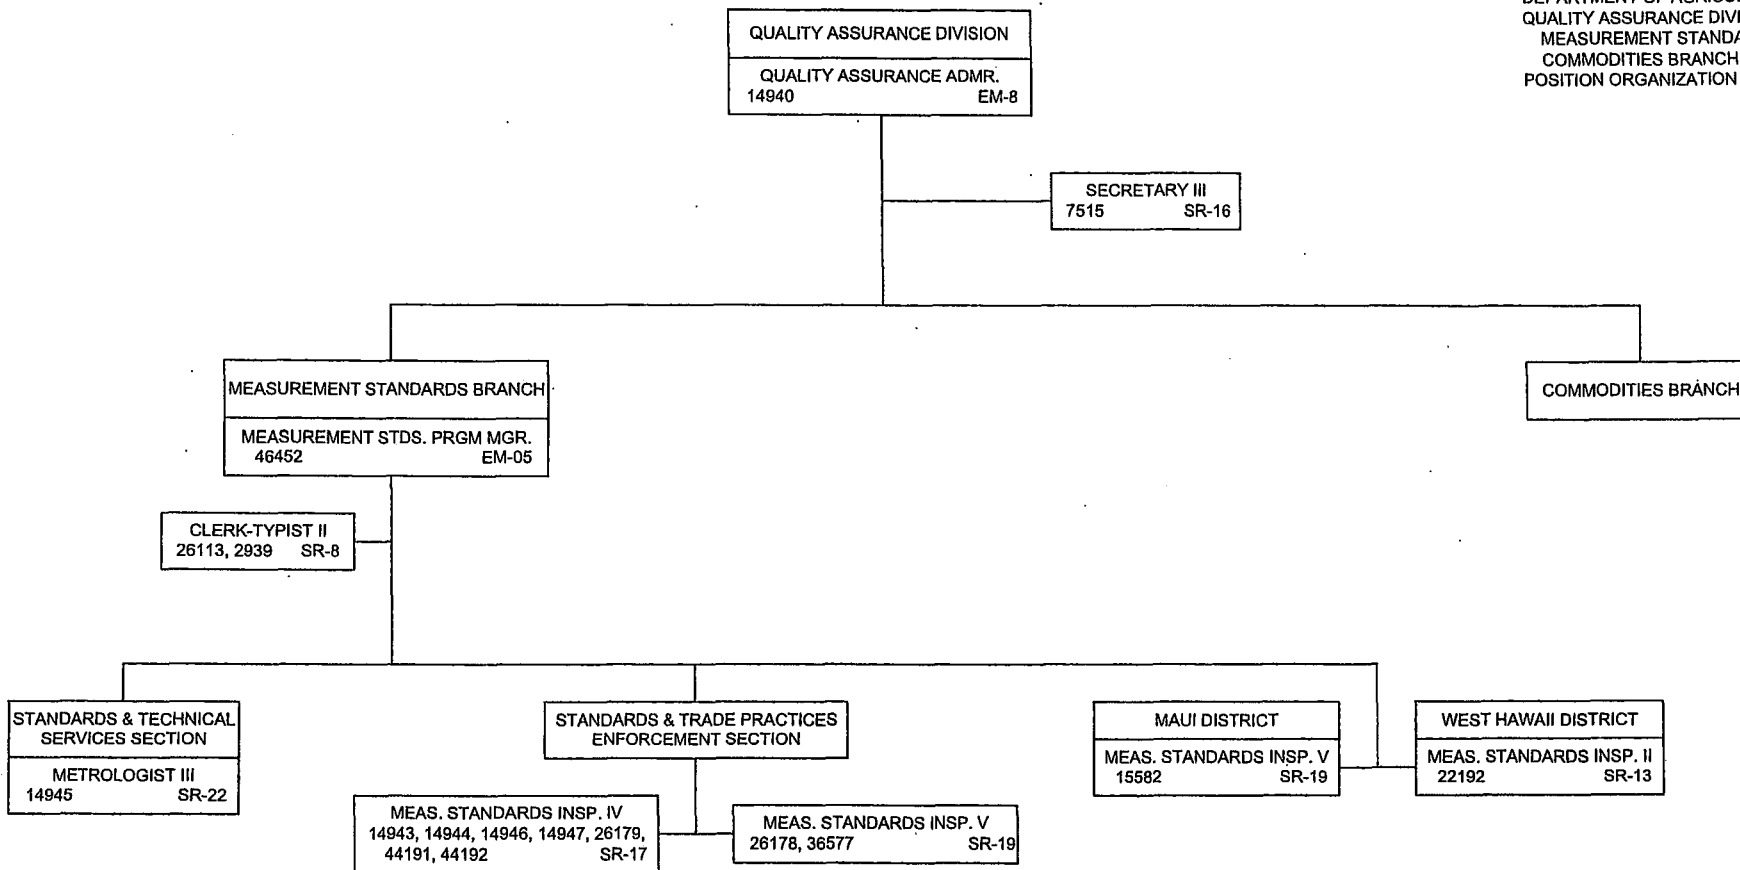 QUALITY ASSURANCE DIVI
MEASUREMENT STANDA
COMMODITIES BRANCH
POSITION ORGANIZATION
QUALITY ASSURANCE DIVISION
QUALITY ASSURANCE ADMR.
14940 EM-8
SECRETARY III
7515 SR-16
MEASUREMENT STANDARDS BRANCH
MEASUREMENT STDS. PRGM MGR.
46452 EM-05
COMMODITIES BRANCH
CLERK-TYPIST II
26113, 2939 SR-8
STANDARDS & TECHNICAL
SERVICES SECTION
METROLOGIST III
14945 SR-22
STANDARDS & TRADE PRACTICES
ENFORCEMENT SECTION
MEAS. STANDARDS INSP. IV
14943, 14944, 14946, 14947, 26179,
44191, 44192 SR-17
MEAS. STANDARDS INSP. V
26178, 36577 SR-19
MAUI DISTRICT
MEAS. STANDARDS INSP. V
15582 SR-19
WEST HAWAII DISTRICT
MEAS. STANDARDS INSP. II
22192 SR-13